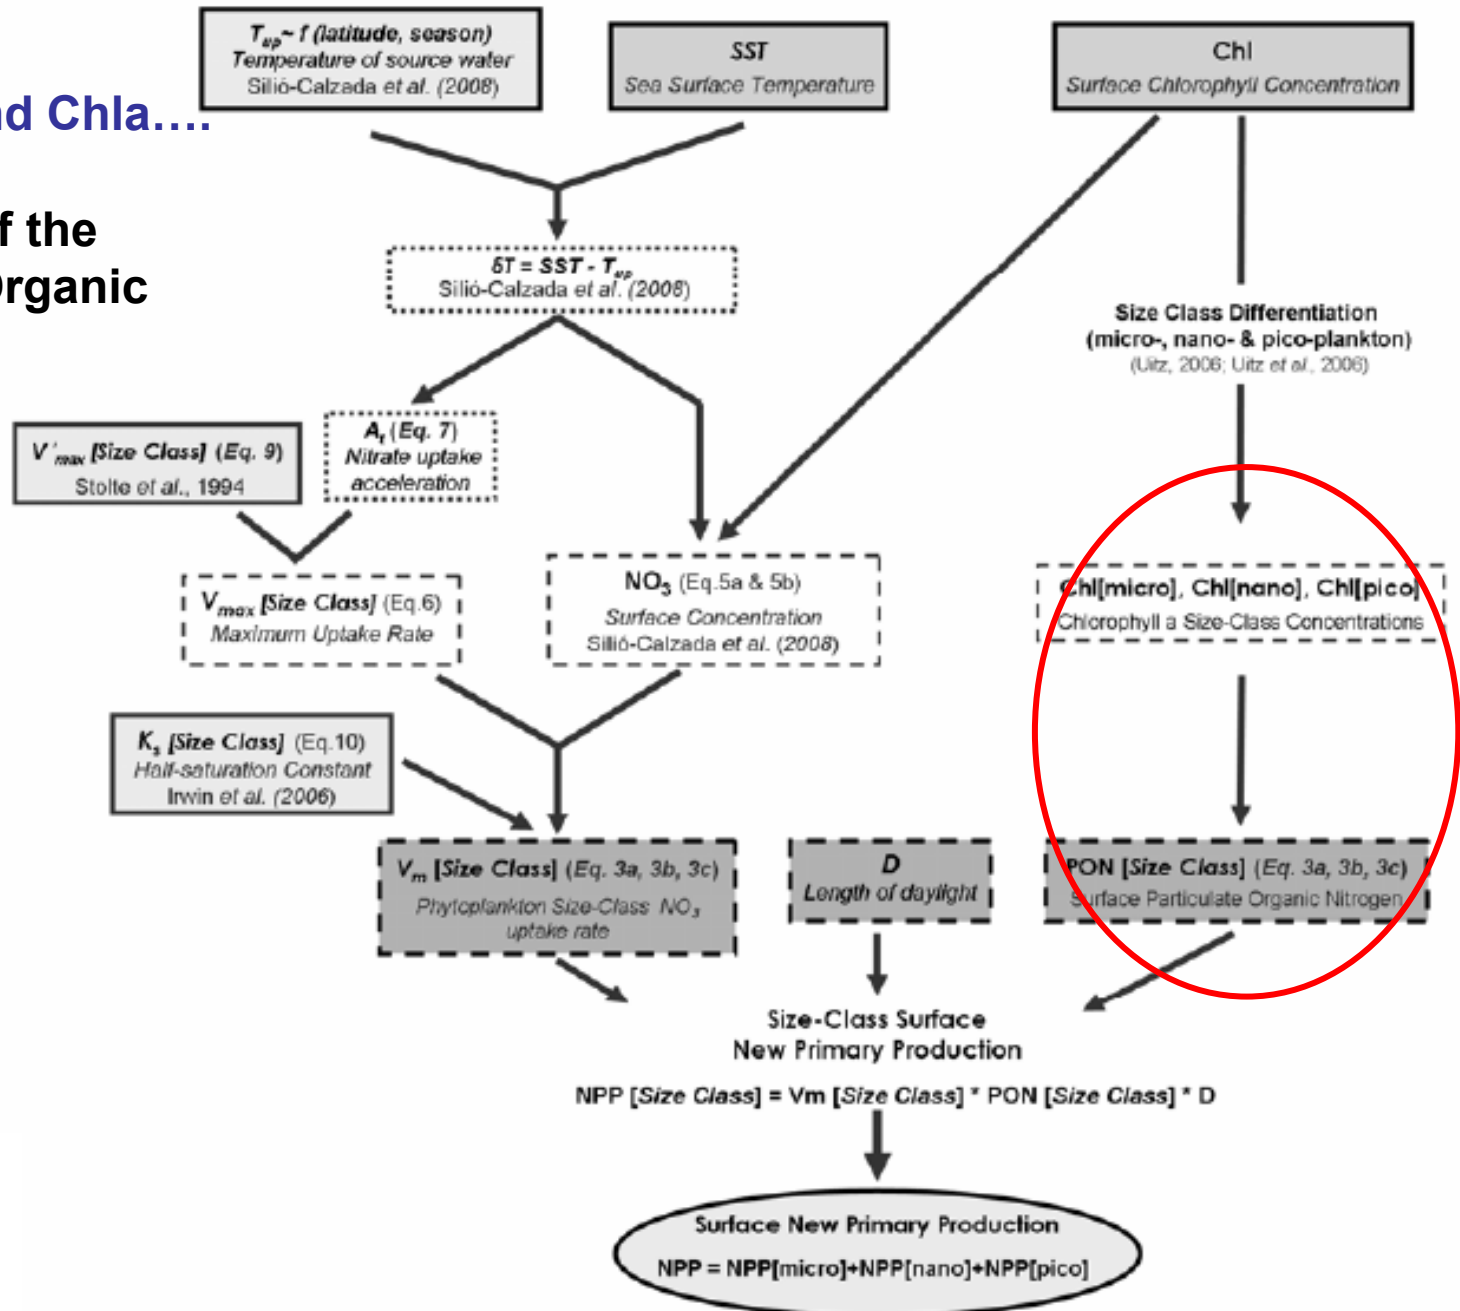 nd Chla....
f the
Organic
T_up ~ f (latitude, season)
Temperature of source water
Silió-Calzada et al. (2008)
SST
Sea Surface Temperature
Chl
Surface Chlorophyll Concentration
δT = SST - T_up
Silió-Calzada et al. (2008)
Size Class Differentiation
(micro-, nano- & pico-plankton)
(Uitz, 2006; Uitz et al., 2006)
V'max [Size Class] (Eq. 9)
Stolte et al., 1994
A_t (Eq. 7)
Nitrate uptake
acceleration
Vmax [Size Class] (Eq.6)
Maximum Uptake Rate
NO3 (Eq.5a & 5b)
Surface Concentration
Silió-Calzada et al. (2008)
Chl[micro], Chl[nano], Chl[pico]
Chlorophyll a Size-Class Concentrations
Ks [Size Class] (Eq.10)
Half-saturation Constant
Irwin et al. (2006)
Vm [Size Class] (Eq. 3a, 3b, 3c)
Phytoplankton Size-Class NO3
uptake rate
D
Length of daylight
PON [Size Class] (Eq. 3a, 3b, 3c)
Surface Particulate Organic Nitrogen
Size-Class Surface
New Primary Production
NPP [Size Class] = Vm [Size Class] * PON [Size Class] * D
Surface New Primary Production
NPP = NPP[micro]+NPP[nano]+NPP[pico]